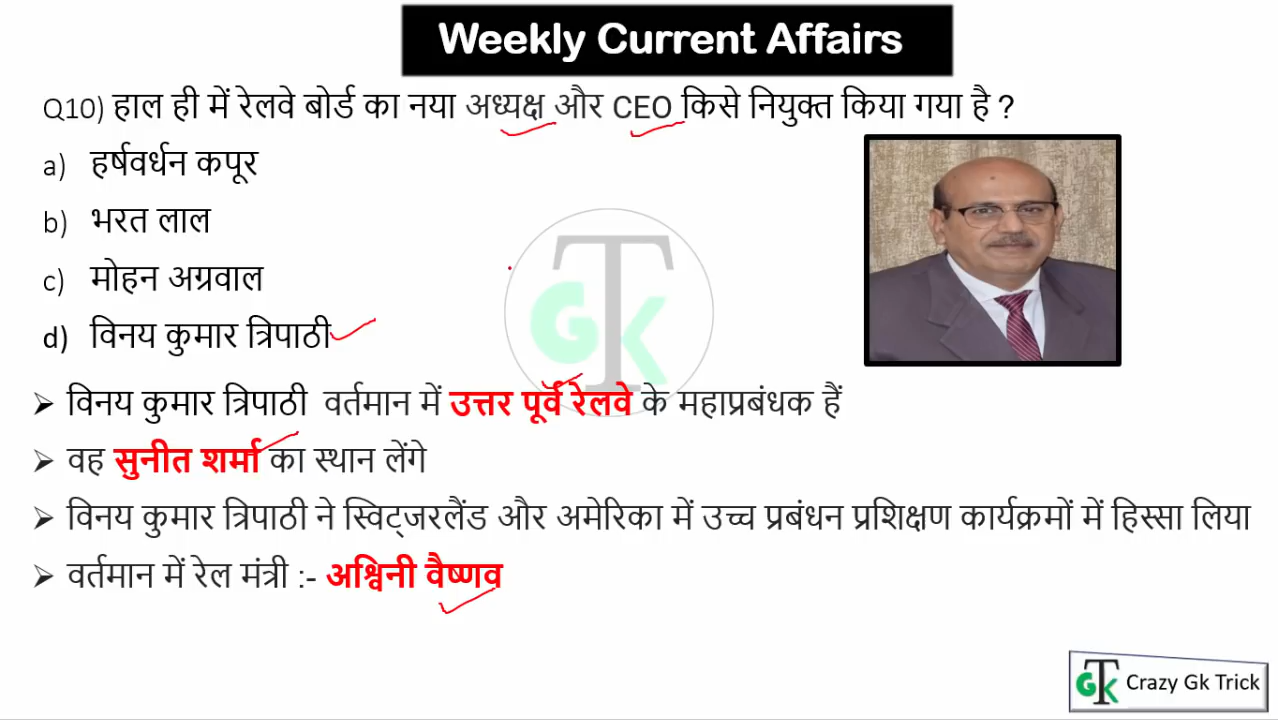 Weekly Current Affairs
Q10) हाल ही में रेलवे बोर्ड का नया अध्यक्ष और CEO किसे नियुक्त किया गया है ?
a) हर्षवर्धन कपूर
b) भरत लाल
c) मोहन अग्रवाल
d) विनय कुमार त्रिपाठी
➤ विनय कुमार त्रिपाठी वर्तमान में उत्तर पूर्व रेलवे के महाप्रबंधक हैं
➤ वह सुनीत शर्मा का स्थान लेंगे
➤ विनय कुमार त्रिपाठी ने स्विट्जरलैंड और अमेरिका में उच्च प्रबंधन प्रशिक्षण कार्यक्रमों में हिस्सा लिया
➤ वर्तमान में रेल मंत्री :- अश्विनी वैष्णव
GTK
GTK Crazy Gk Trick